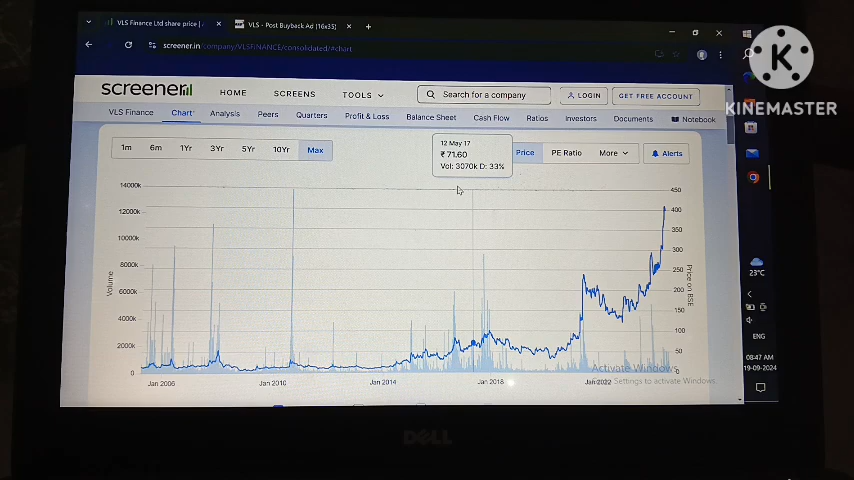 VLS Finance Ltd share price |
VLS - Post Buyback Ad (16x35)
screener.in/company/VLSFINANCE/consolidated/#chart
screener
HOME
SCREENS
TOOLS
Search for a company
LOGIN
GET FREE ACCOUNT
VLS Finance
Chart
Analysis
Peers
Quarters
Profit & Loss
Balance Sheet
Cash Flow
Ratios
Investors
Documents
Notebook
1m
6m
1Yr
3Yr
5Yr
10Yr
Max
12 May 17
₹ 71.60
Vol: 3070k D: 33%
Price
PE Ratio
More
Alerts
14000k
12000k
10000k
8000k
6000k
4000k
2000k
0
Volume
450
400
350
300
250
200
150
100
50
0
Price on BSE
Jan 2006
Jan 2010
Jan 2014
Jan 2018
Jan 2022
Activate Windows
Settings to activate Windows.
23°C
ENG
08:47 AM
19-09-2024
DELL
K
KINEMASTER